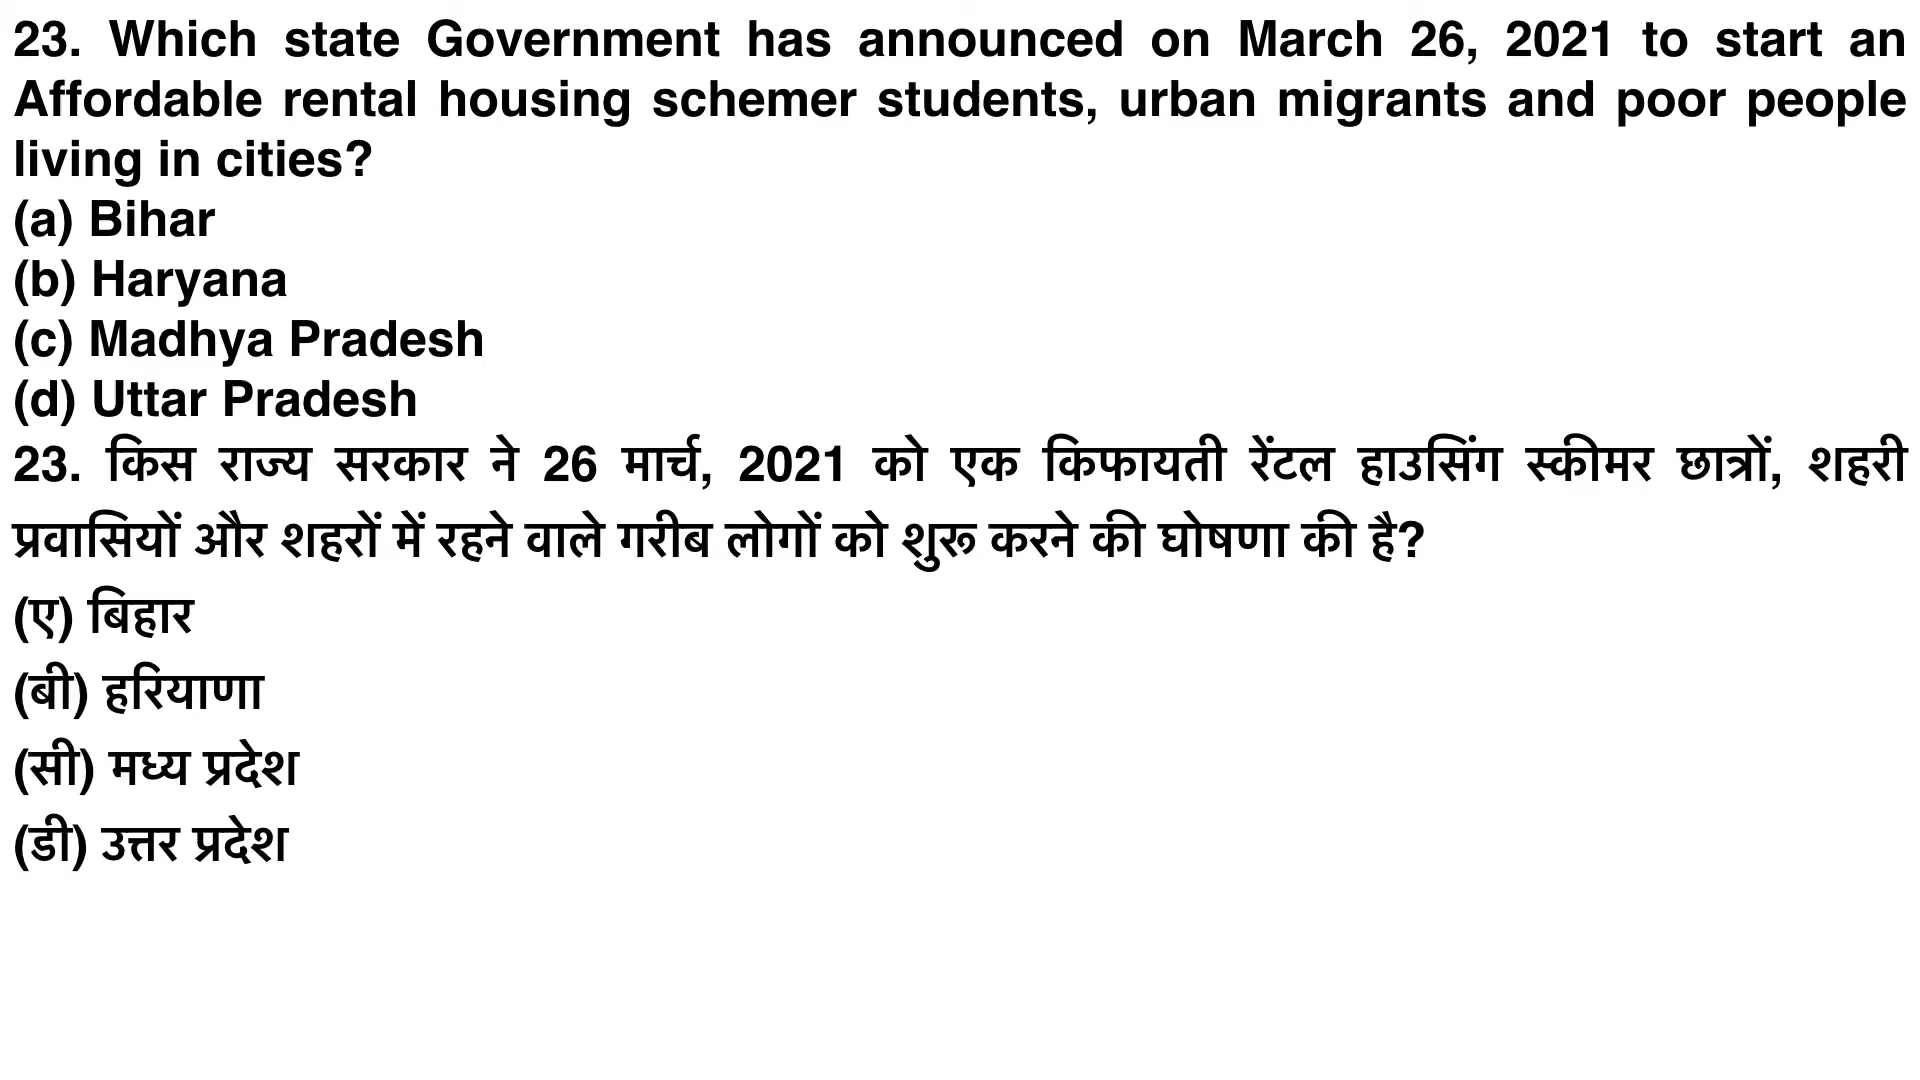 23. Which state Government has announced on March 26, 2021 to start an
Affordable rental housing schemer students, urban migrants and poor people
living in cities?
(a) Bihar
(b) Haryana
(c) Madhya Pradesh
(d) Uttar Pradesh
23. किस राज्य सरकार ने 26 मार्च, 2021 को एक किफायती रेंटल हाउसिंग स्कीमर छात्रों, शहरी
प्रवासियों और शहरों में रहने वाले गरीब लोगों को शुरू करने की घोषणा की है?
(ए) बिहार
(बी) हरियाणा
(सी) मध्य प्रदेश
(डी) उत्तर प्रदेश